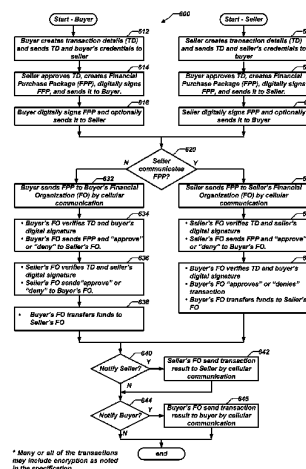 Start - Buyer
600
Start - Seller
612
Buyer creates transaction details (TD)
and sends TD and buyer's credentials to
seller
Seller creates transaction details (TD)
and sends TD and seller's credentials to
buyer
614
Seller approves TD, creates Financial
Purchase Package (FPP), digitally signs
FPP, and sends it to Buyer.
Buyer approves TD, creates Financial
Purchase Package (FPP), digitally signs
FPP, and sends it to Seller.
616
Buyer digitally signs FPP and optionally
sends it to Seller
Seller digitally signs FPP and optionally
sends it to Buyer
620
Seller
communicates
FPP?
N
Y
632
Buyer sends FPP to Buyer's Financial
Organization (FO) by cellular
communication
Seller sends FPP to Seller's Financial
Organization (FO) by cellular
communication
634
• Buyer's FO verifies TD and buyer's
digital signature
• Buyer's FO sends FPP and "approve"
or "deny" to Seller's FO.
• Seller's FO verifies TD and seller's
digital signature
• Seller's FO sends FPP and "approve"
or "deny" to Buyer's FO.
636
• Seller's FO verifies TD and seller's
digital signature
• Seller's FO sends "approve" or
"deny" to Buyer's FO.
• Buyer's FO verifies TD and buyer's
digital signature
• Buyer's FO "approves" or "denies"
transaction
• Buyer's FO transfers funds to Seller's
FO
638
• Buyer's FO transfers funds to
Seller's FO
640
Notify Seller?
Y
N
642
Seller's FO send transaction
result to Seller by cellular
communication
644
Notify Buyer?
Y
N
646
Buyer's FO send transaction
result to buyer by cellular
communication
end
* Many or all of the transactions
may include encryption as noted
in the specification